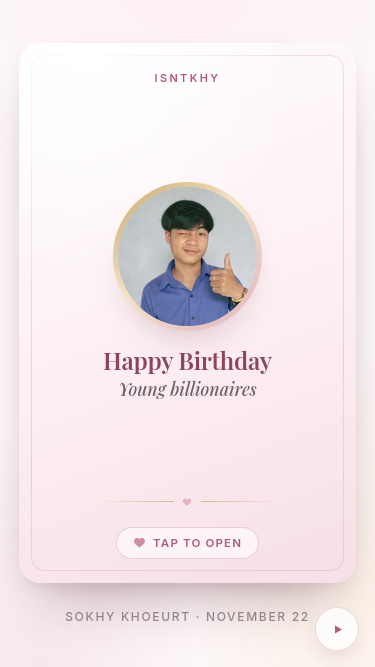 ISNTKHY
Happy Birthday
Young billionaires
TAP TO OPEN
SOKHY KHOEURT · NOVEMBER 22